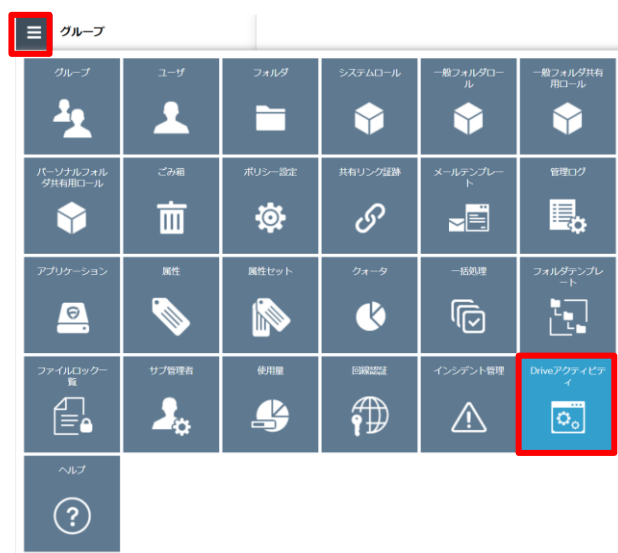 グループ
グループ
ユーザ
フォルダ
システムロール
一般フォルダロー
ル
一般フォルダ共有
用ロール
パーソナルフォル
ダ共有用ロール
ごみ箱
ポリシー設定
共有リンク証跡
メールテンプレー
ト
管理ログ
アプリケーション
属性
属性セット
クォータ
一括処理
フォルダテンプレ
ート
ファイルロック一
覧
サブ管理者
使用量
回線認証
インシデント管理
Driveアクティビテ
ィ
ヘルプ